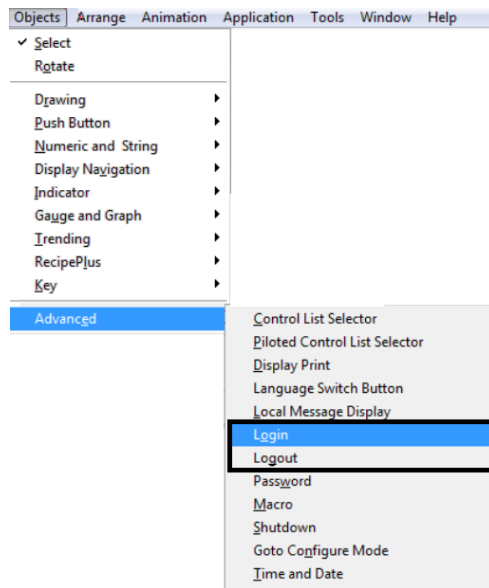 Objects Arrange Animation Application Tools Window Help
Select
Rotate
Drawing
Push Button
Numeric and String
Display Navigation
Indicator
Gauge and Graph
Trending
RecipePlus
Key
Advanced
Control List Selector
Piloted Control List Selector
Display Print
Language Switch Button
Local Message Display
Login
Logout
Password
Macro
Shutdown
Goto Configure Mode
Time and Date